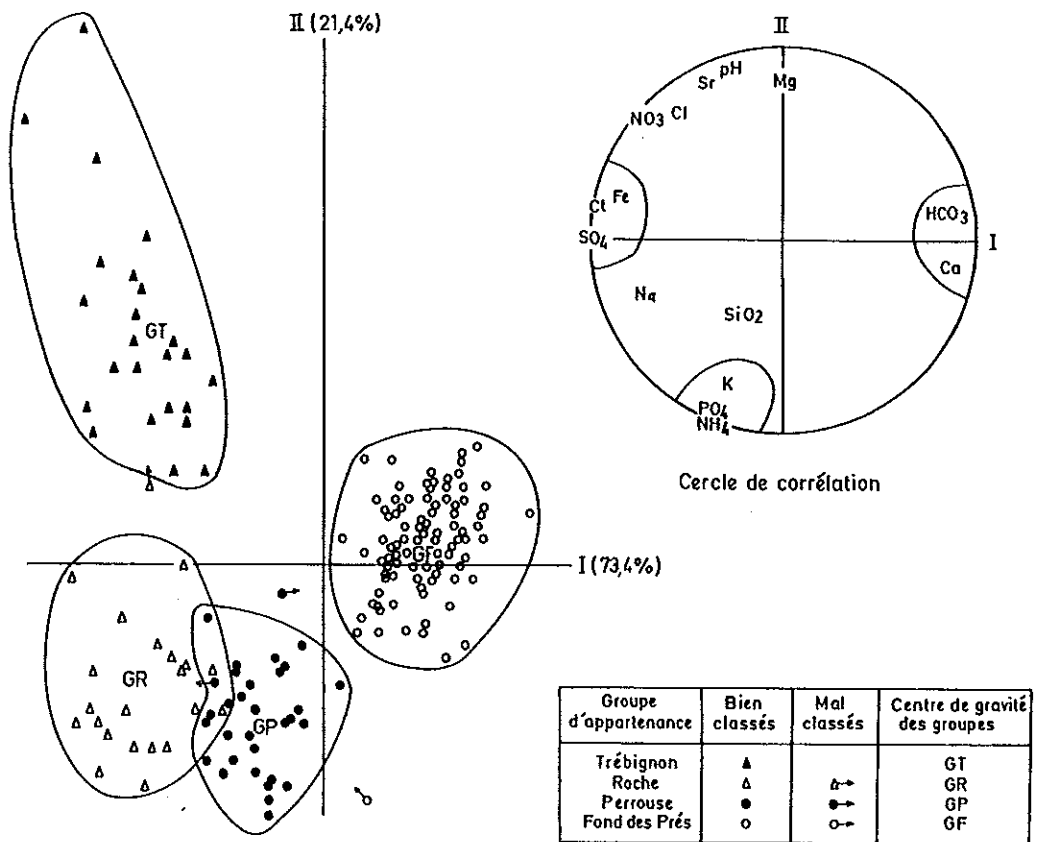 II (21,4%)
GT
GF
I (73,4%)
GR
GP
II
Sr pH Mg
NO3 Cl
Ct Fe
HCO3
SO4
I
Ca
Na
SiO2
K
PO4
NH4
Cercle de corrélation
Groupe d'appartenance | Bien classés | Mal classés | Centre de gravité des groupes
Trébignon GT
Roche GR
Perrouse GP
Fond des Prés GF